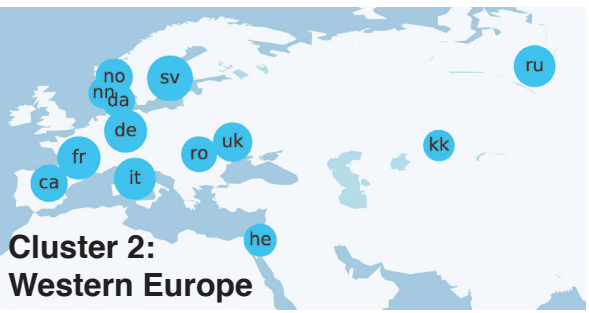 no
sv
ru
nn
da
de
uk
kk
fr
ro
it
ca
he
Cluster 2:
Western Europe